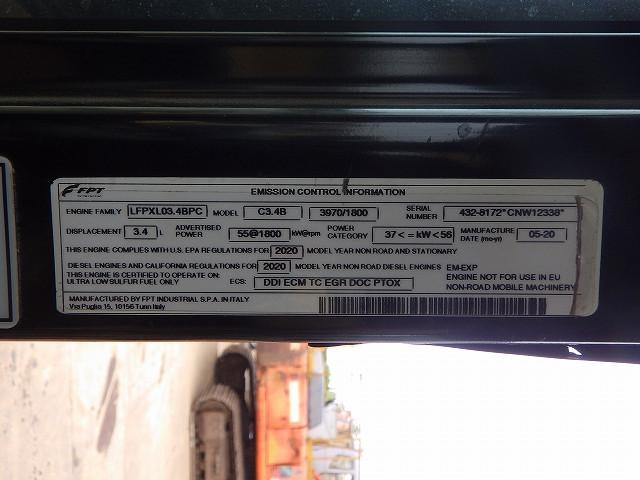 FPT
INDUSTRIAL
EMISSION CONTROL INFORMATION
ENGINE FAMILY LFPXL03.4BPC MODEL C3.4B 3970/1800 SERIAL NUMBER 432-8172*CNW12338*
DISPLACEMENT 3.4 L ADVERTISED POWER 55@1800 kW@rpm POWER CATEGORY 37<=kW<56 MANUFACTURE DATE (mo-yr) 05-20
THIS ENGINE COMPLIES WITH U.S. EPA REGULATIONS FOR 2020 MODEL YEAR NON ROAD AND STATIONARY
DIESEL ENGINES AND CALIFORNIA REGULATIONS FOR 2020 MODEL YEAR NON ROAD DIESEL ENGINES EM-EXP
THIS ENGINE IS CERTIFIED TO OPERATE ON: ENGINE NOT FOR USE IN EU
ULTRA LOW SULFUR FUEL ONLY ECS: DDI ECM TC EGR DOC PTOX NON-ROAD MOBILE MACHINERY
MANUFACTURED BY FPT INDUSTRIAL S.P.A. IN ITALY
Via Puglia 15, 10156 Turin Italy